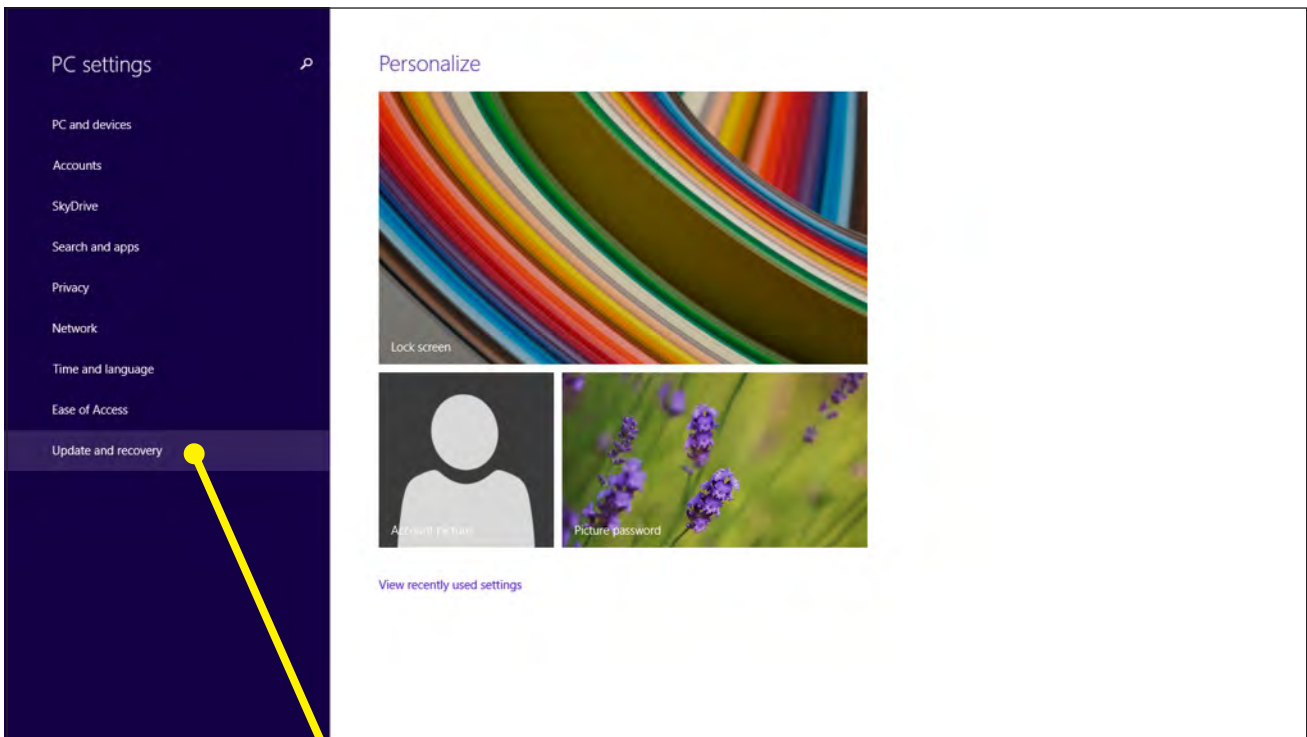 PC settings
Personalize
PC and devices
Accounts
SkyDrive
Search and apps
Privacy
Network
Time and language
Ease of Access
Update and recovery
Lock screen
Account picture
Picture password
View recently used settings